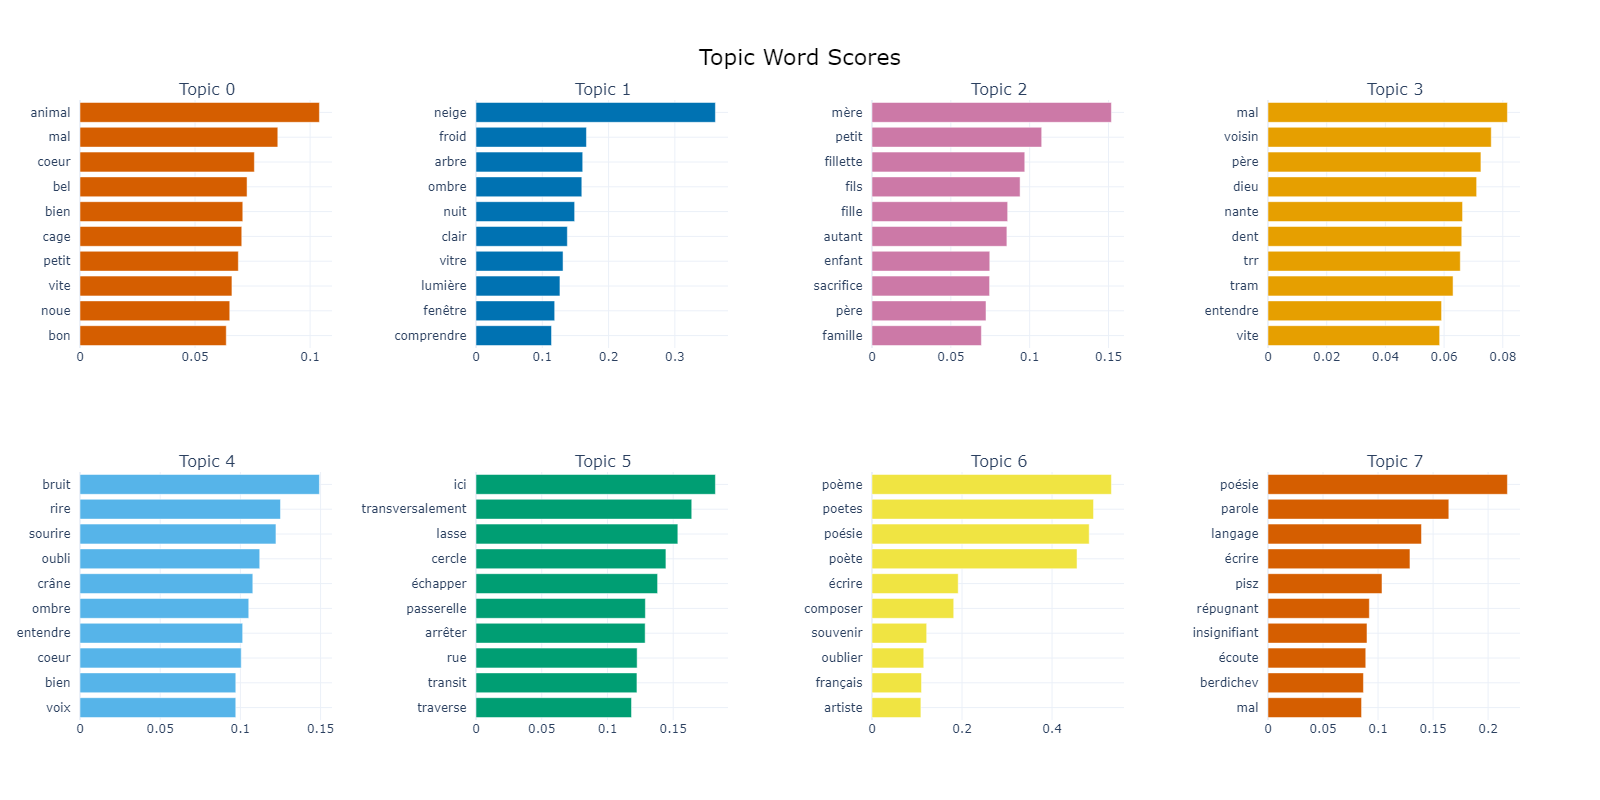 Topic Word Scores
Topic 0
animal
mal
coeur
bel
bien
cage
petit
vite
noue
bon
0 0.05 0.1
Topic 1
neige
froid
arbre
ombre
nuit
clair
vitre
lumière
fenêtre
comprendre
0 0.1 0.2 0.3
Topic 2
mère
petit
fillette
fils
fille
autant
enfant
sacrifice
père
famille
0 0.05 0.1 0.15
Topic 3
mal
voisin
père
dieu
nante
dent
trr
tram
entendre
vite
0 0.02 0.04 0.06 0.08
Topic 4
bruit
rire
sourire
oubli
crâne
ombre
entendre
coeur
bien
voix
0 0.05 0.1 0.15
Topic 5
ici
transversalement
lasse
cercle
échapper
passerelle
arrêter
rue
transit
traverse
0 0.05 0.1 0.15
Topic 6
poème
poetes
poésie
poète
écrire
composer
souvenir
oublier
français
artiste
0 0.2 0.4
Topic 7
poésie
parole
langage
écrire
pisz
répugnant
insignifiant
écoute
berdichev
mal
0 0.05 0.1 0.15 0.2